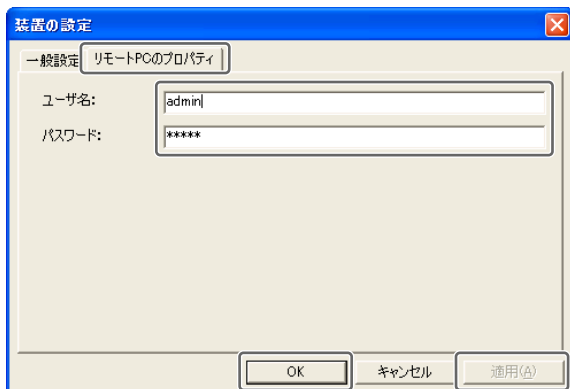 装置の設定
一般設定 リモートPCのプロパティ
ユーザ名: admin
パスワード: *****
OK キャンセル 適用(A)